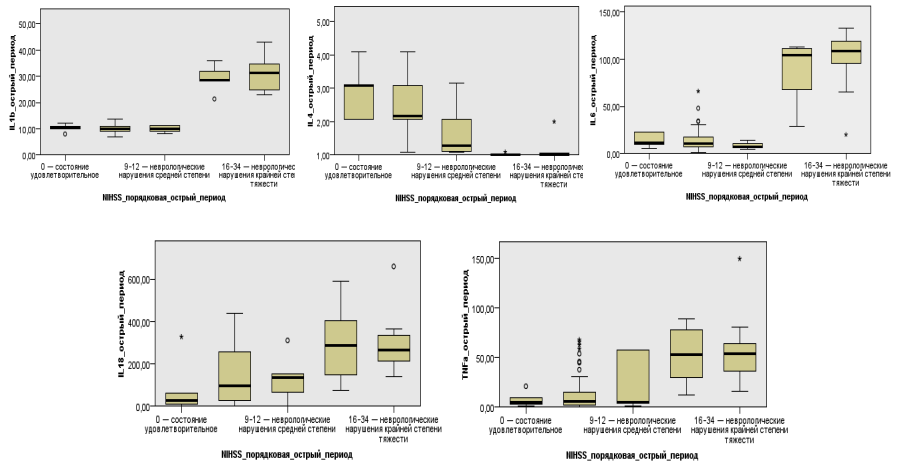 IL1b_острый_период
50,00
40,00
30,00
20,00
10,00
0,00
0 — состояние удовлетворительное
9-12 — неврологические нарушения средней степени
16-34 — неврологические нарушения крайней сте
тяжести
NIHSS_порядковая_острый_период
IL4_острый_период
5,00
4,00
3,00
2,00
1,00
0 — состояние удовлетворительное
9-12 — неврологические нарушения средней степени
16-34 — неврологические нарушения крайней сте
тяжести
NIHSS_порядковая_острый_период
IL6_острый_период
150,00
100,00
50,00
0,00
0 — состояние удовлетворительное
9-12 — неврологические нарушения средней степени
16-34 — неврологические нарушения крайней степени
тяжести
NIHSS_порядковая_острый_период
IL18_острый_период
600,00
400,00
200,00
0,00
0 — состояние удовлетворительное
9-12 — неврологические нарушения средней степени
16-34 — неврологические нарушения крайней степени
тяжести
NIHSS_порядковая_острый_период
TNFa_острый_период
150,00
100,00
50,00
0,00
0 — состояние удовлетворительное
9-12 — неврологические нарушения средней степени
16-34 — неврологические нарушения крайней степени
тяжести
NIHSS_порядковая_острый_период